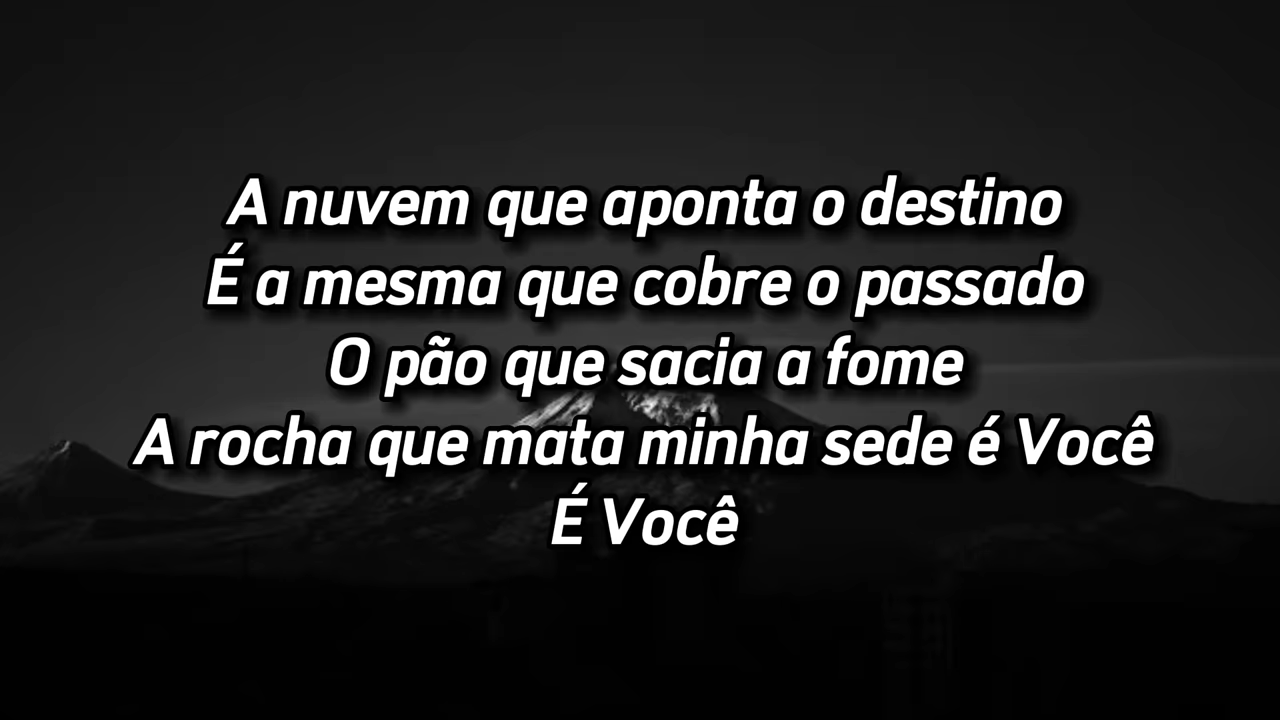 A nuvem que aponta o destino
É a mesma que cobre o passado
O pão que sacia a fome
A rocha que mata minha sede é Você
É Você